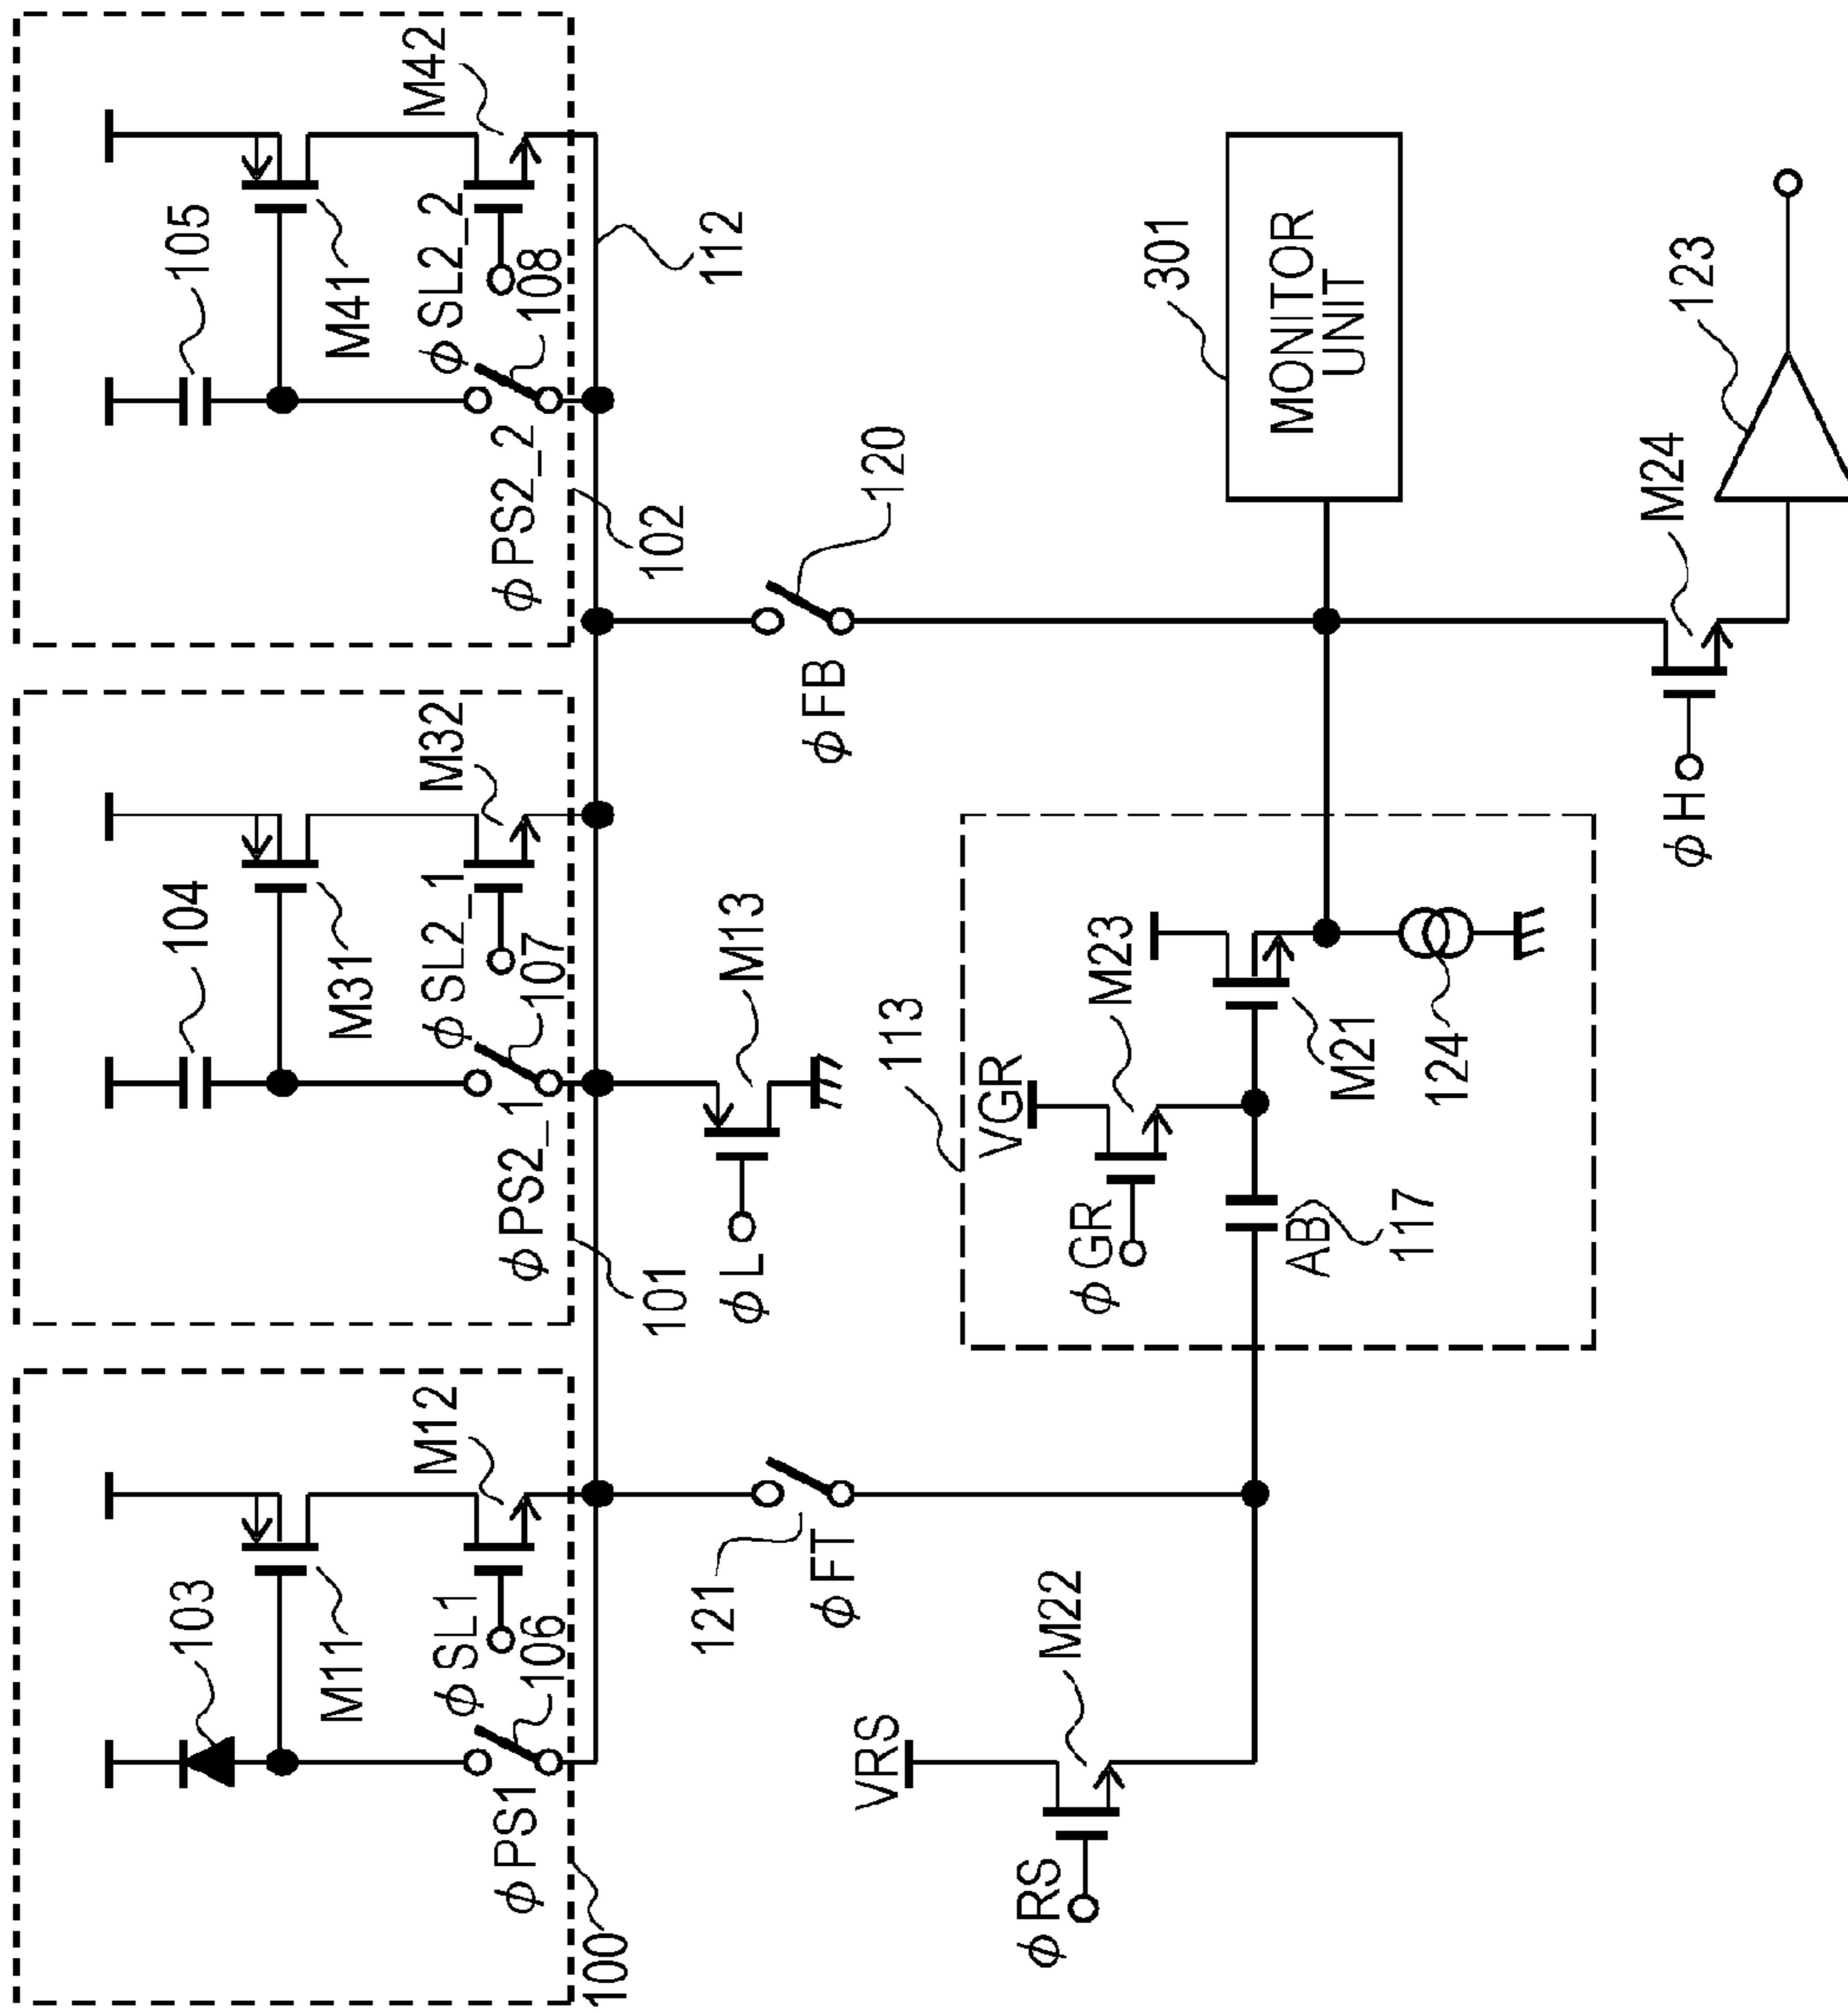 105
M42
M41
φSL2_2
108
φPS2_2
112
102
120
φFB
301
MONITOR
UNIT
123
M24
φH
104
M32
M31
φSL2_1
107
φPS2_1
101
M13
φL
113
M23
VGR
φGR
M21
124
AB
117
103
M12
M11
φSL1
106
φPS1
100
121
φFT
M22
VRS
φRS